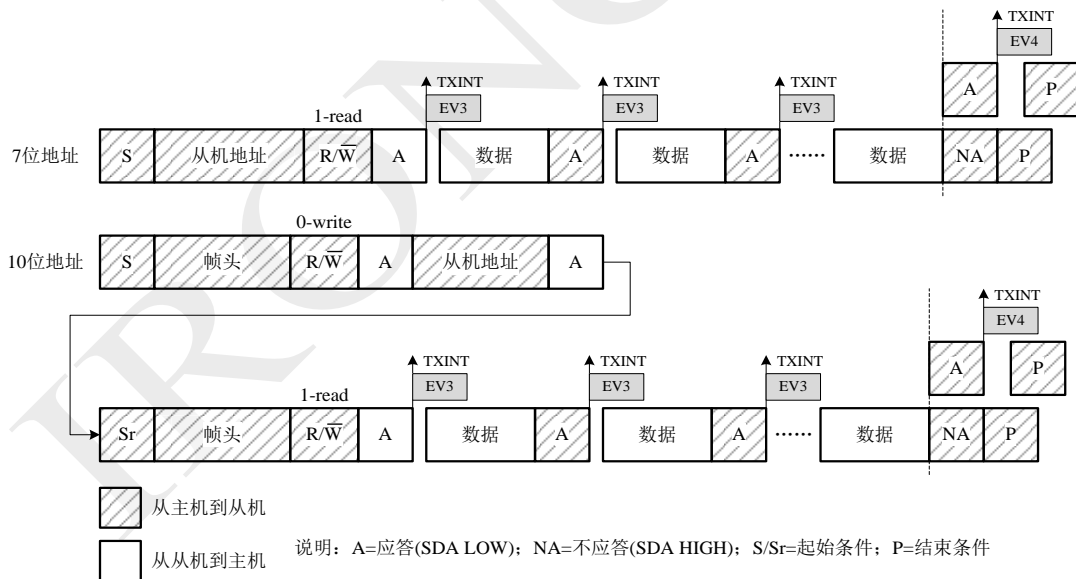 TXINT
EV4
A P
TXINT TXINT TXINT
EV3 EV3 EV3
1-read
7位地址 S 从机地址 R/W̅ A 数据 A 数据 A …… 数据 NA P
0-write
10位地址 S 帧头 R/W̅ A 从机地址 A
TXINT
EV4
A P
TXINT TXINT TXINT
EV3 EV3 EV3
1-read
Sr 帧头 R/W̅ A 数据 A 数据 A …… 数据 NA P
从主机到从机
从从机到主机
说明：A=应答(SDA LOW)；NA=不应答(SDA HIGH)；S/Sr=起始条件；P=结束条件